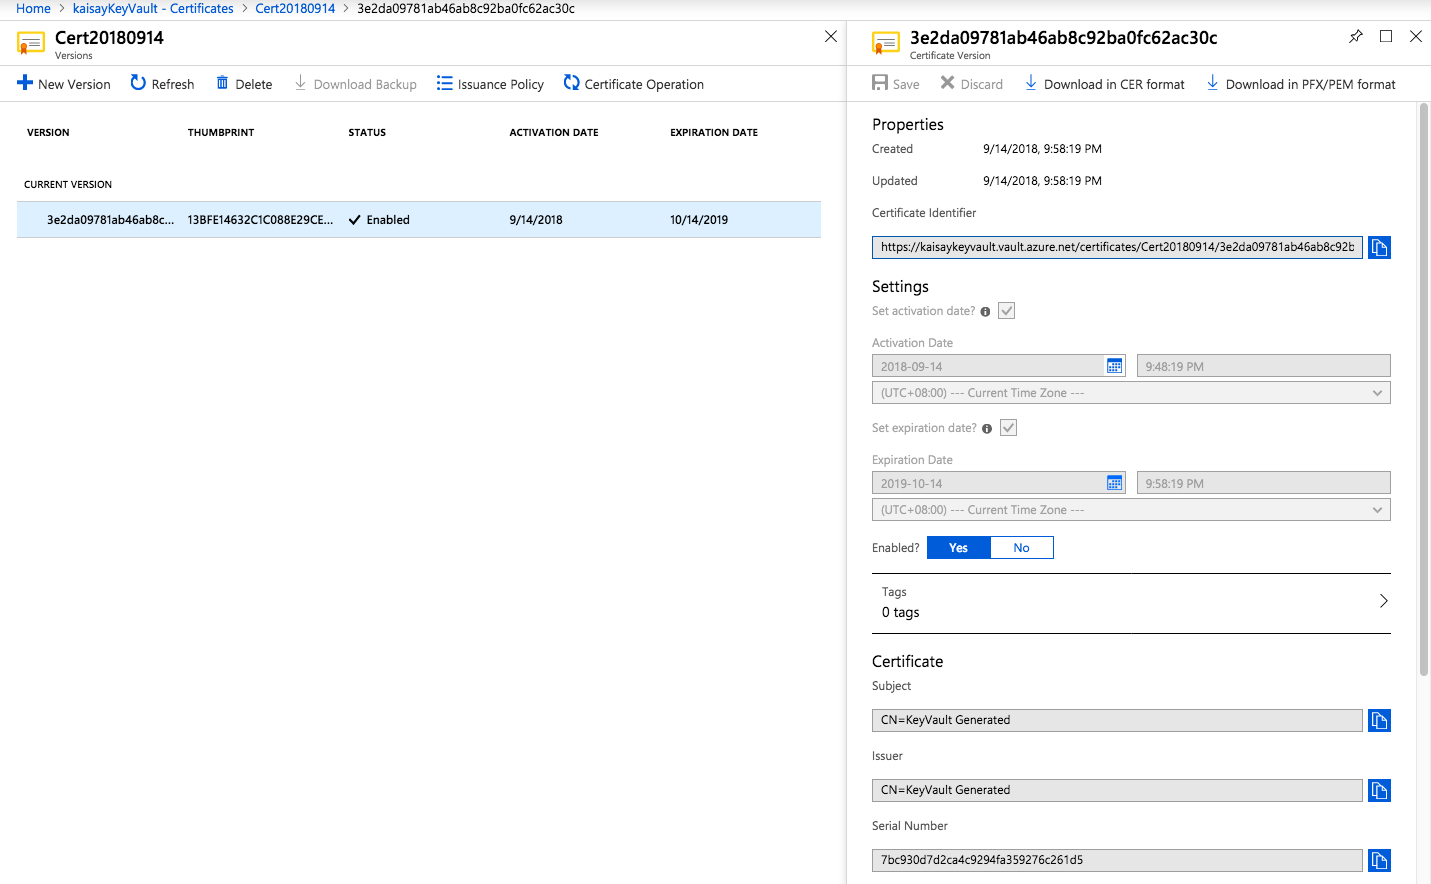 Home > kaisayKeyVault - Certificates > Cert20180914 > 3e2da09781ab46ab8c92ba0fc62ac30c
Cert20180914
Versions
New Version Refresh Delete Download Backup Issuance Policy Certificate Operation
VERSION THUMBPRINT STATUS ACTIVATION DATE EXPIRATION DATE
CURRENT VERSION
3e2da09781ab46ab8c... 13BFE14632C1C088E29CE... Enabled 9/14/2018 10/14/2019
3e2da09781ab46ab8c92ba0fc62ac30c
Certificate Version
Save Discard Download in CER format Download in PFX/PEM format
Properties
Created 9/14/2018, 9:58:19 PM
Updated 9/14/2018, 9:58:19 PM
Certificate Identifier
https://kaisaykeyvault.vault.azure.net/certificates/Cert20180914/3e2da09781ab46ab8c92b
Settings
Set activation date?
Activation Date
2018-09-14 9:48:19 PM
(UTC+08:00) --- Current Time Zone ---
Set expiration date?
Expiration Date
2019-10-14 9:58:19 PM
(UTC+08:00) --- Current Time Zone ---
Enabled? Yes No
Tags
0 tags
Certificate
Subject
CN=KeyVault Generated
Issuer
CN=KeyVault Generated
Serial Number
7bc930d7d2ca4c9294fa359276c261d5